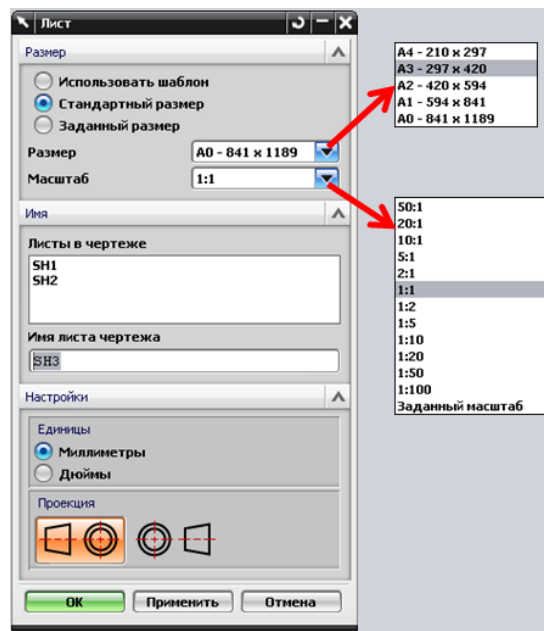 Лист
Размер
Использовать шаблон
Стандартный размер
Заданный размер
Размер
A0 - 841 x 1189
Масштаб
1:1
Имя
Листы в чертеже
SH1
SH2
Имя листа чертежа
SH3
Настройки
Единицы
Миллиметры
Дюймы
Проекция
OK
Применить
Отмена
A4 - 210 x 297
A3 - 297 x 420
A2 - 420 x 594
A1 - 594 x 841
A0 - 841 x 1189
50:1
20:1
10:1
5:1
2:1
1:1
1:2
1:5
1:10
1:20
1:50
1:100
Заданный масштаб